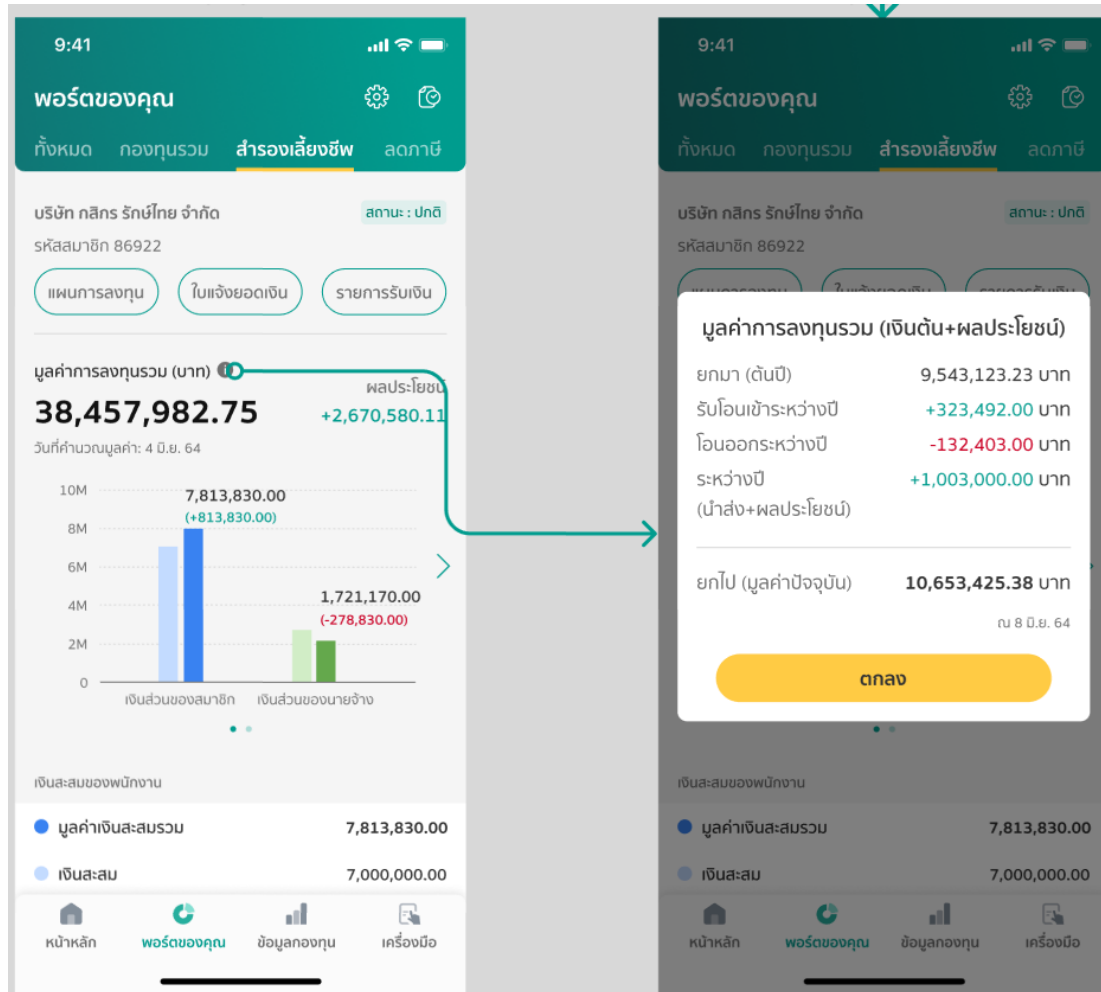 9:41
พอร์ตของคุณ
ทั้งหมด กองทุนรวม สำรองเลี้ยงชีพ ลดภาษี
บริษัท กสิกร รักษ์ไทย จำกัด สถานะ : ปกติ
รหัสสมาชิก 86922
แผนการลงทุน ใบแจ้งยอดเงิน รายการรับเงิน
มูลค่าการลงทุนรวม (บาท)
ผลประโยชน์
38,457,982.75 +2,670,580.11
วันที่คำนวณมูลค่า: 4 มิ.ย. 64
10M
7,813,830.00
(+813,830.00)
8M
6M
4M
1,721,170.00
(-278,830.00)
2M
0
เงินส่วนของสมาชิก เงินส่วนของนายจ้าง
เงินสะสมของพนักงาน
มูลค่าเงินสะสมรวม 7,813,830.00
เงินสะสม 7,000,000.00
หน้าหลัก พอร์ตของคุณ ข้อมูลกองทุน เครื่องมือ
9:41
พอร์ตของคุณ
ทั้งหมด กองทุนรวม สำรองเลี้ยงชีพ ลดภาษี
บริษัท กสิกร รักษ์ไทย จำกัด สถานะ : ปกติ
รหัสสมาชิก 86922
มูลค่าการลงทุนรวม (เงินต้น+ผลประโยชน์)
ยกมา (ต้นปี) 9,543,123.23 บาท
รับโอนเข้าระหว่างปี +323,492.00 บาท
โอนออกระหว่างปี -132,403.00 บาท
ระหว่างปี +1,003,000.00 บาท
(นำส่ง+ผลประโยชน์)
ยกไป (มูลค่าปัจจุบัน) 10,653,425.38 บาท
ณ 8 มิ.ย. 64
ตกลง
เงินสะสมของพนักงาน
มูลค่าเงินสะสมรวม 7,813,830.00
เงินสะสม 7,000,000.00
หน้าหลัก พอร์ตของคุณ ข้อมูลกองทุน เครื่องมือ